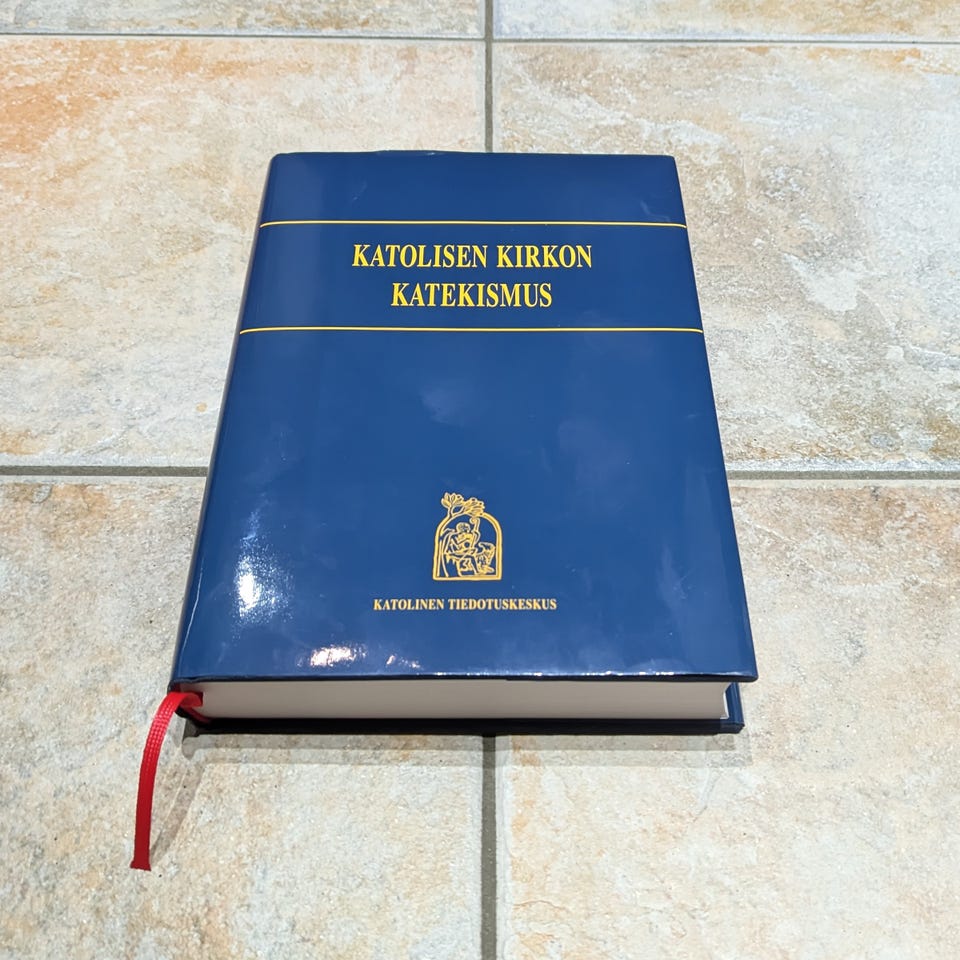 KATOLISEN KIRKON
KATEKISMUS
KATOLINEN TIEDOTUSKESKUS